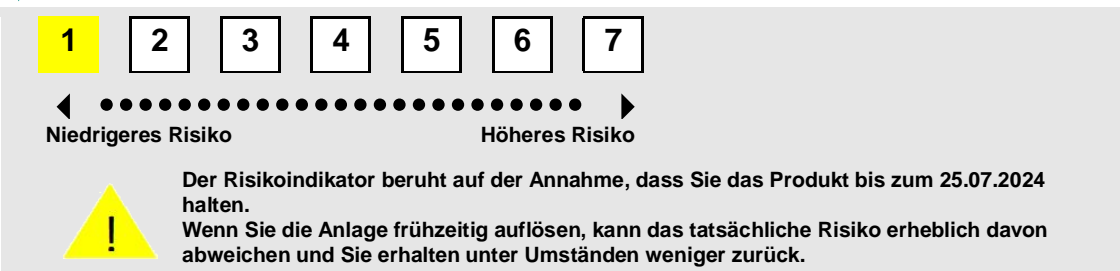 1 2 3 4 5 6 7
Niedrigeres Risiko Höheres Risiko
Der Risikoindikator beruht auf der Annahme, dass Sie das Produkt bis zum 25.07.2024
halten.
Wenn Sie die Anlage frühzeitig auflösen, kann das tatsächliche Risiko erheblich davon
! abweichen und Sie erhalten unter Umständen weniger zurück.